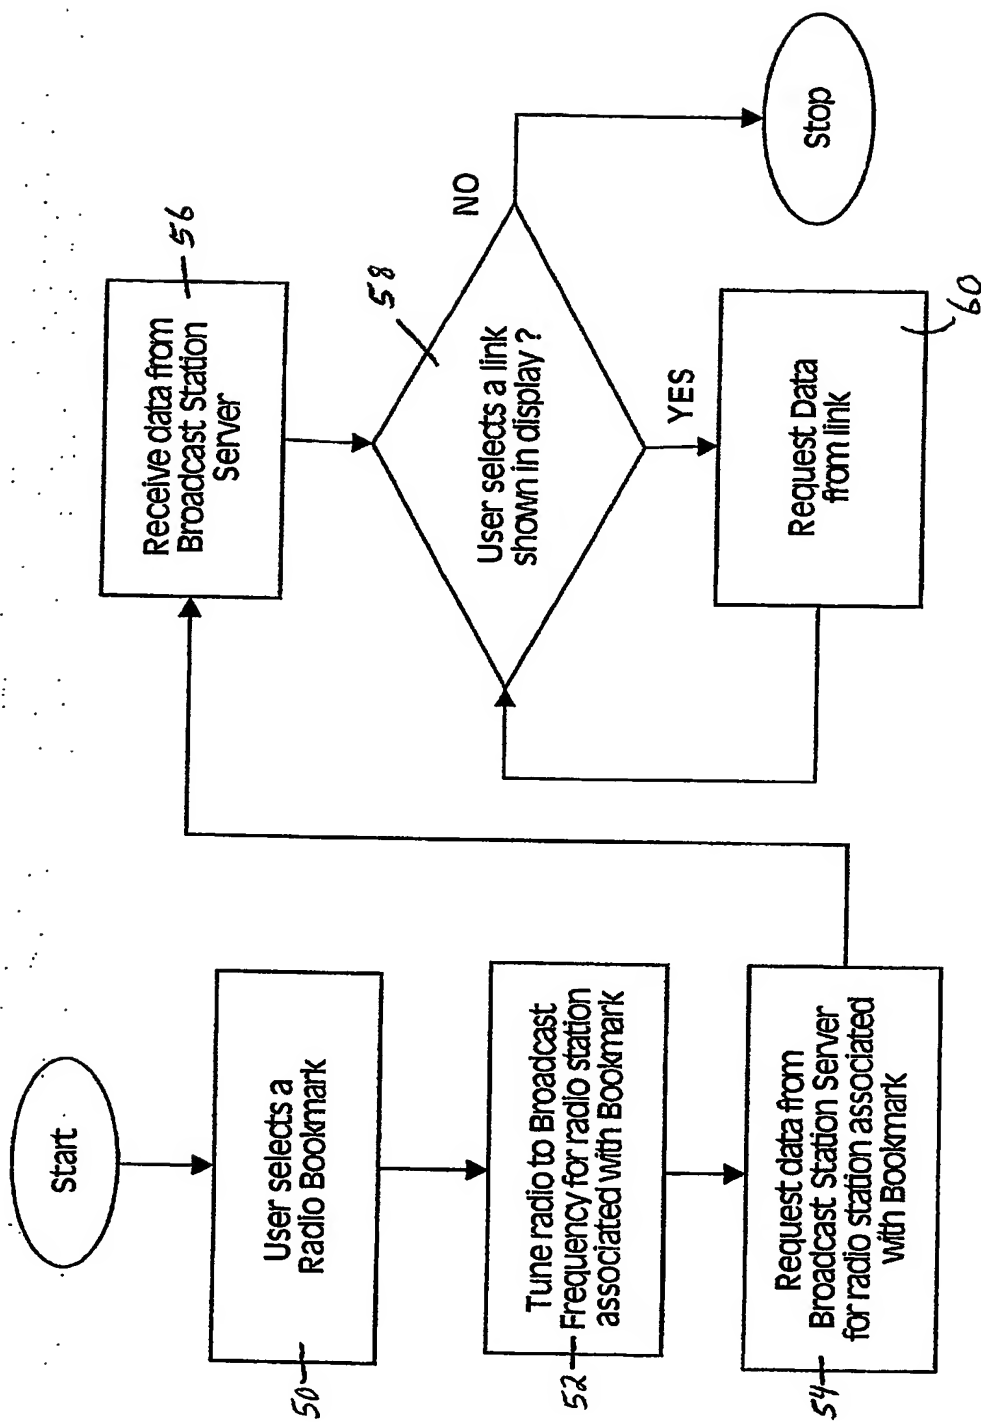 Start
User selects a
Radio Bookmark
50
Tune radio to Broadcast
Frequency for radio station
associated with Bookmark
52
Request data from
Broadcast Station Server
for radio station associated
with Bookmark
54
Receive data from
Broadcast Station
Server
56
User selects a link
shown in display ?
58
NO
YES
Request Data
from link
60
Stop